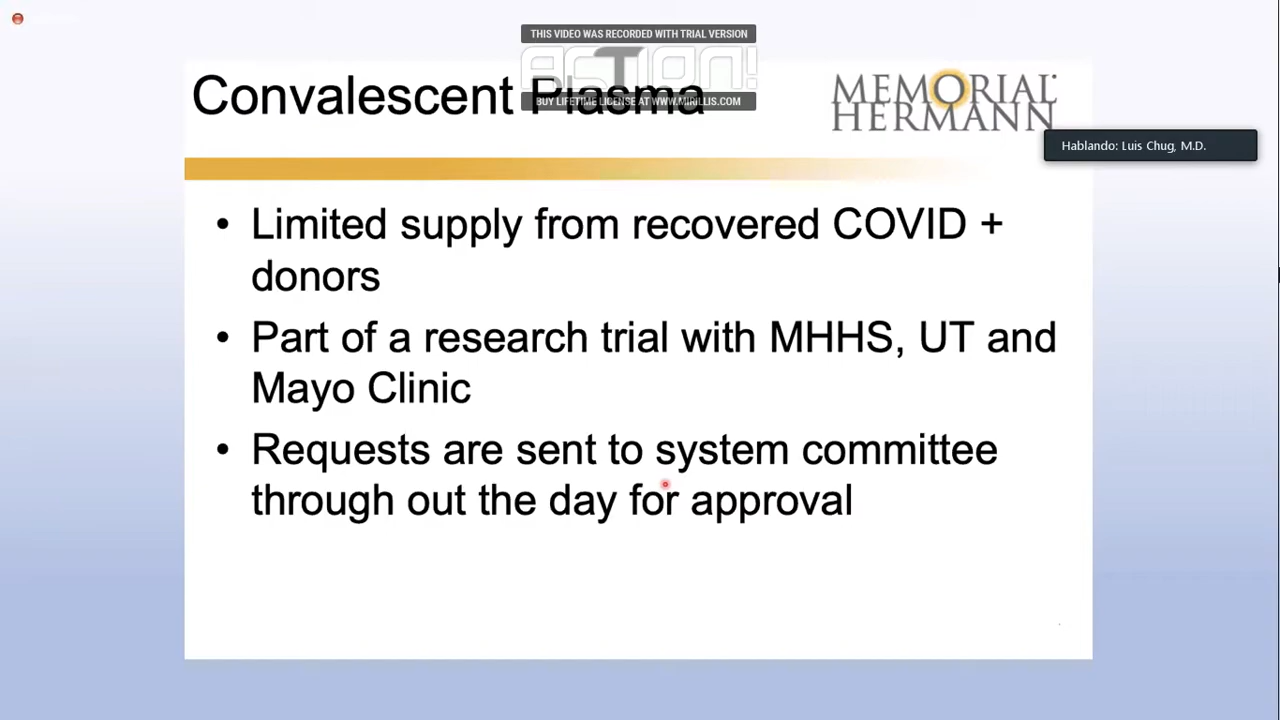 THIS VIDEO WAS RECORDED WITH TRIAL VERSION
ACTION!
BUY LIFETIME LICENSE AT WWW.MIRILLIS.COM
Convalescent Plasma
MEMORIAL
HERMANN
Hablando: Luis Chug, M.D.
• Limited supply from recovered COVID +
donors
• Part of a research trial with MHHS, UT and
Mayo Clinic
• Requests are sent to system committee
through out the day for approval